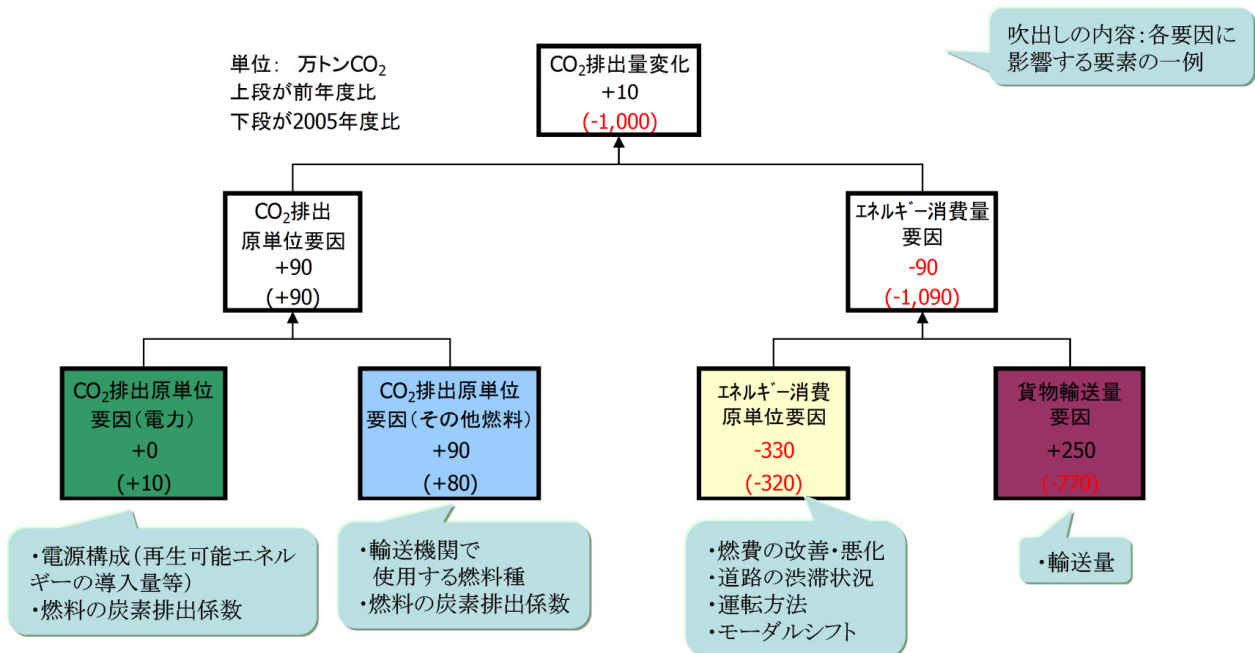 単位： 万トンCO₂
上段が前年度比
下段が2005年度比
CO₂排出量変化
+10
(-1,000)
吹出しの内容：各要因に
影響する要素の一例
CO₂排出
原単位要因
+90
(+90)
ｴﾈﾙｷﾞｰ消費量
要因
-90
(-1,090)
CO₂排出原単位
要因（電力）
+0
(+10)
CO₂排出原単位
要因（その他燃料）
+90
(+80)
ｴﾈﾙｷﾞｰ消費
原単位要因
-330
(-320)
貨物輸送量
要因
+250
(-770)
・電源構成（再生可能エネル
ギーの導入量等）
・燃料の炭素排出係数
・輸送機関で
使用する燃料種
・燃料の炭素排出係数
・燃費の改善・悪化
・道路の渋滞状況
・運転方法
・モーダルシフト
・輸送量